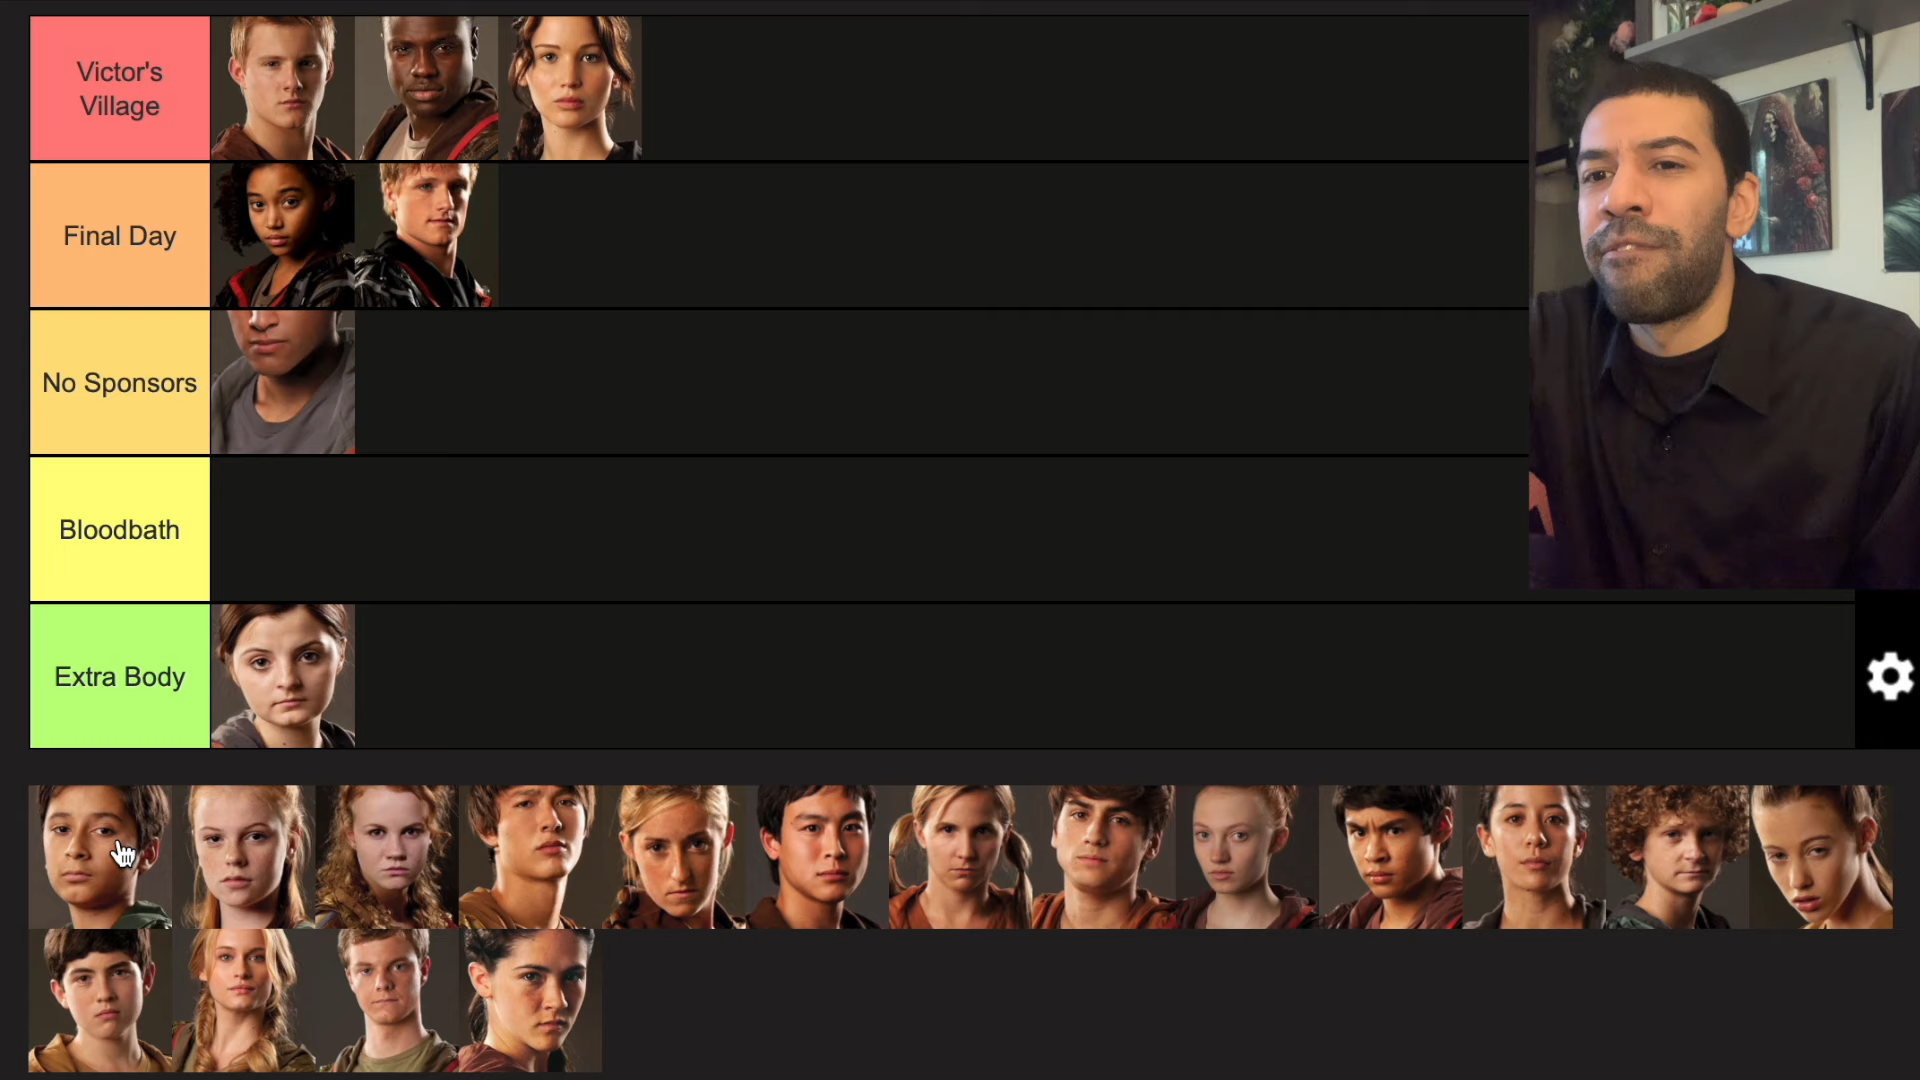 Victor's
Village
Final Day
No Sponsors
Bloodbath
Extra Body